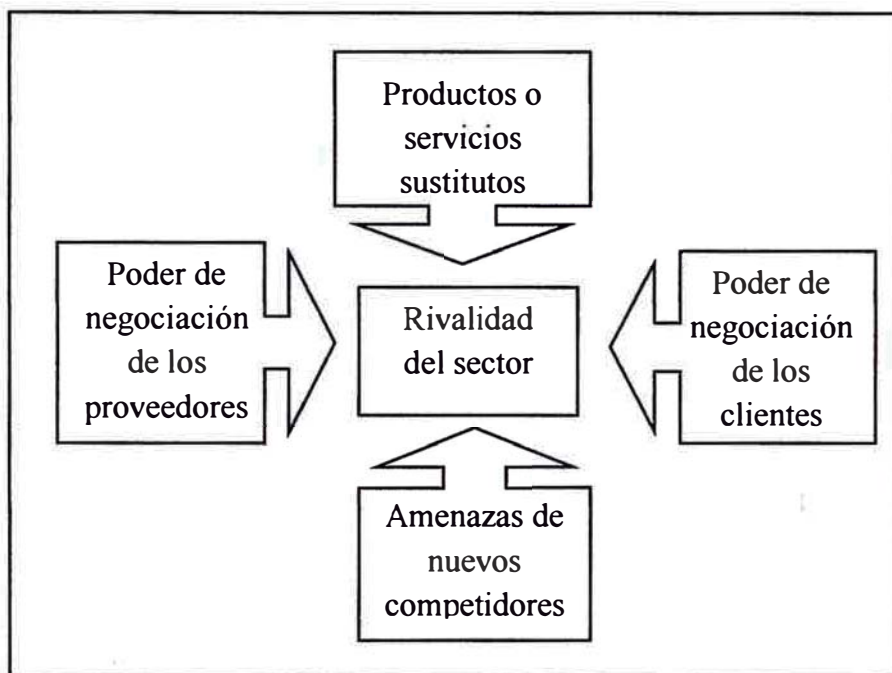 Productos o
servicios
sustitutos
Poder de
negociación
de los
proveedores
Rivalidad
del sector
Poder de
negociación
de los
clientes
Amenazas de
nuevos
competidores